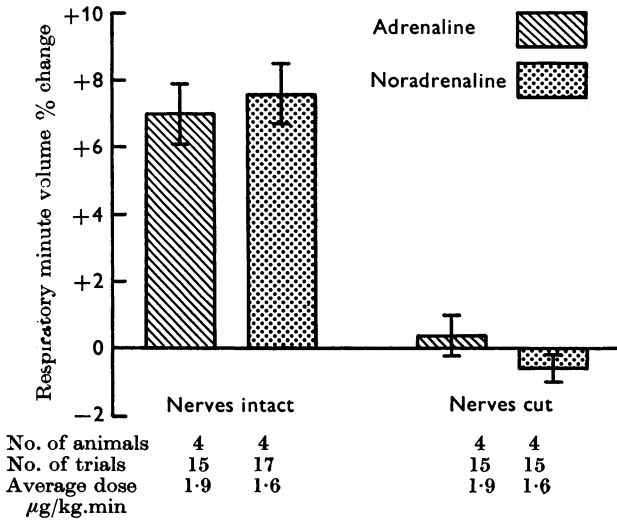 +10
Adrenaline
+8
Noradrenaline
+6
+4
+2
0
−2
Respiratory minute volume % change
Nerves intact Nerves cut
No. of animals 4 4 4 4
No. of trials 15 17 15 15
Average dose 1·9 1·6 1·9 1·6
μg/kg.min